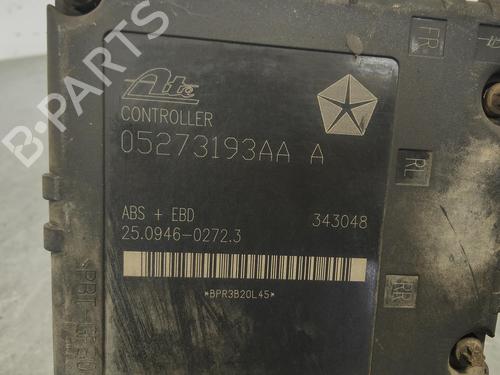 B-PARTS
Ate
CONTROLLER
05273193AA A
ABS + EBD
343048
25.0946-0272.3
*BPR3B20L45*
FR
RL
RR